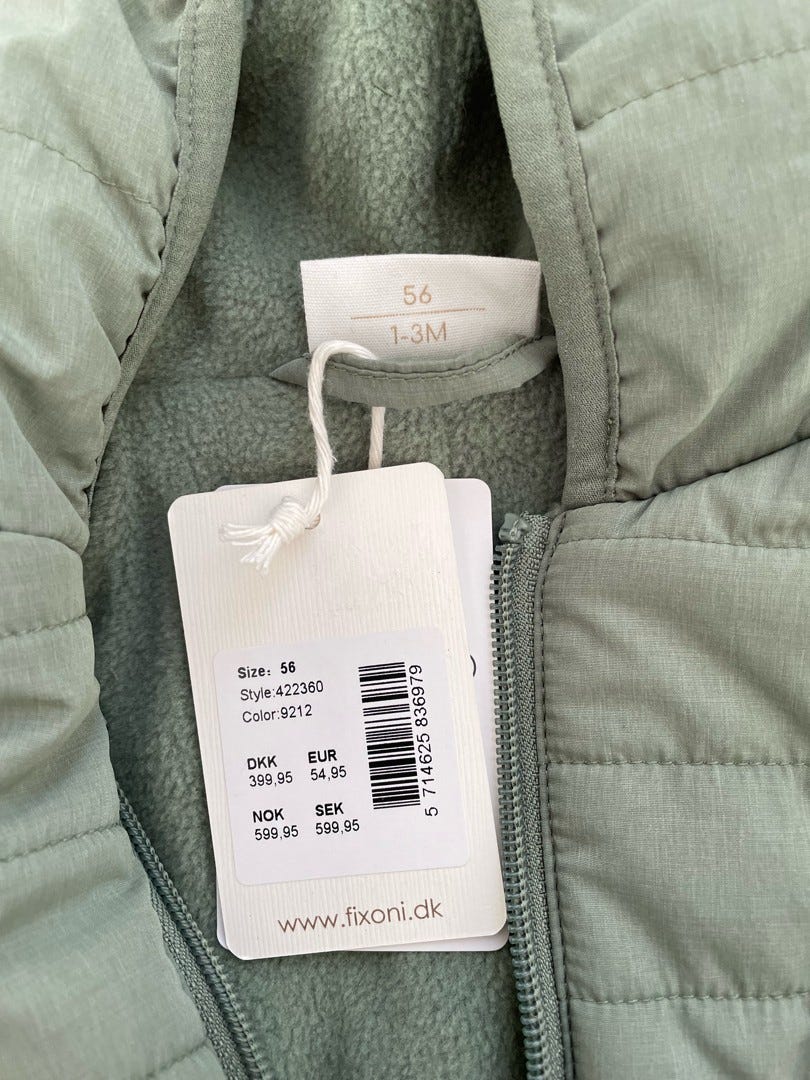 56
1-3M
Size: 56
Style:422360
Color:9212
DKK EUR
399,95 54,95
NOK SEK
599,95 599,95
5 714625 836979
www.fixoni.dk